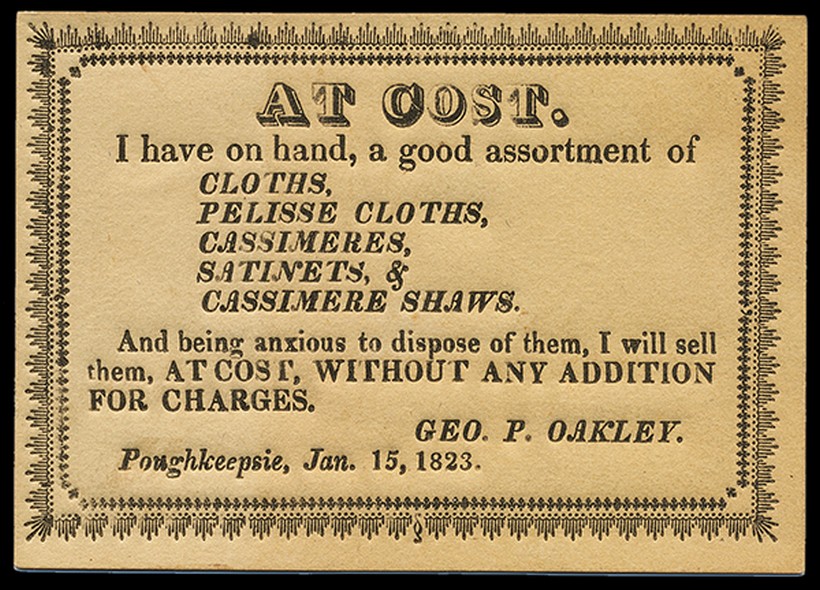 AT COST.
I have on hand, a good assortment of
CLOTHS,
PELISSE CLOTHS,
CASSIMERES,
SATINETS, &
CASSIMERE SHAWS.
And being anxious to dispose of them, I will sell
them, AT COST, WITHOUT ANY ADDITION
FOR CHARGES.
GEO. P. OAKLEY.
Poughkeepsie, Jan. 15, 1823.